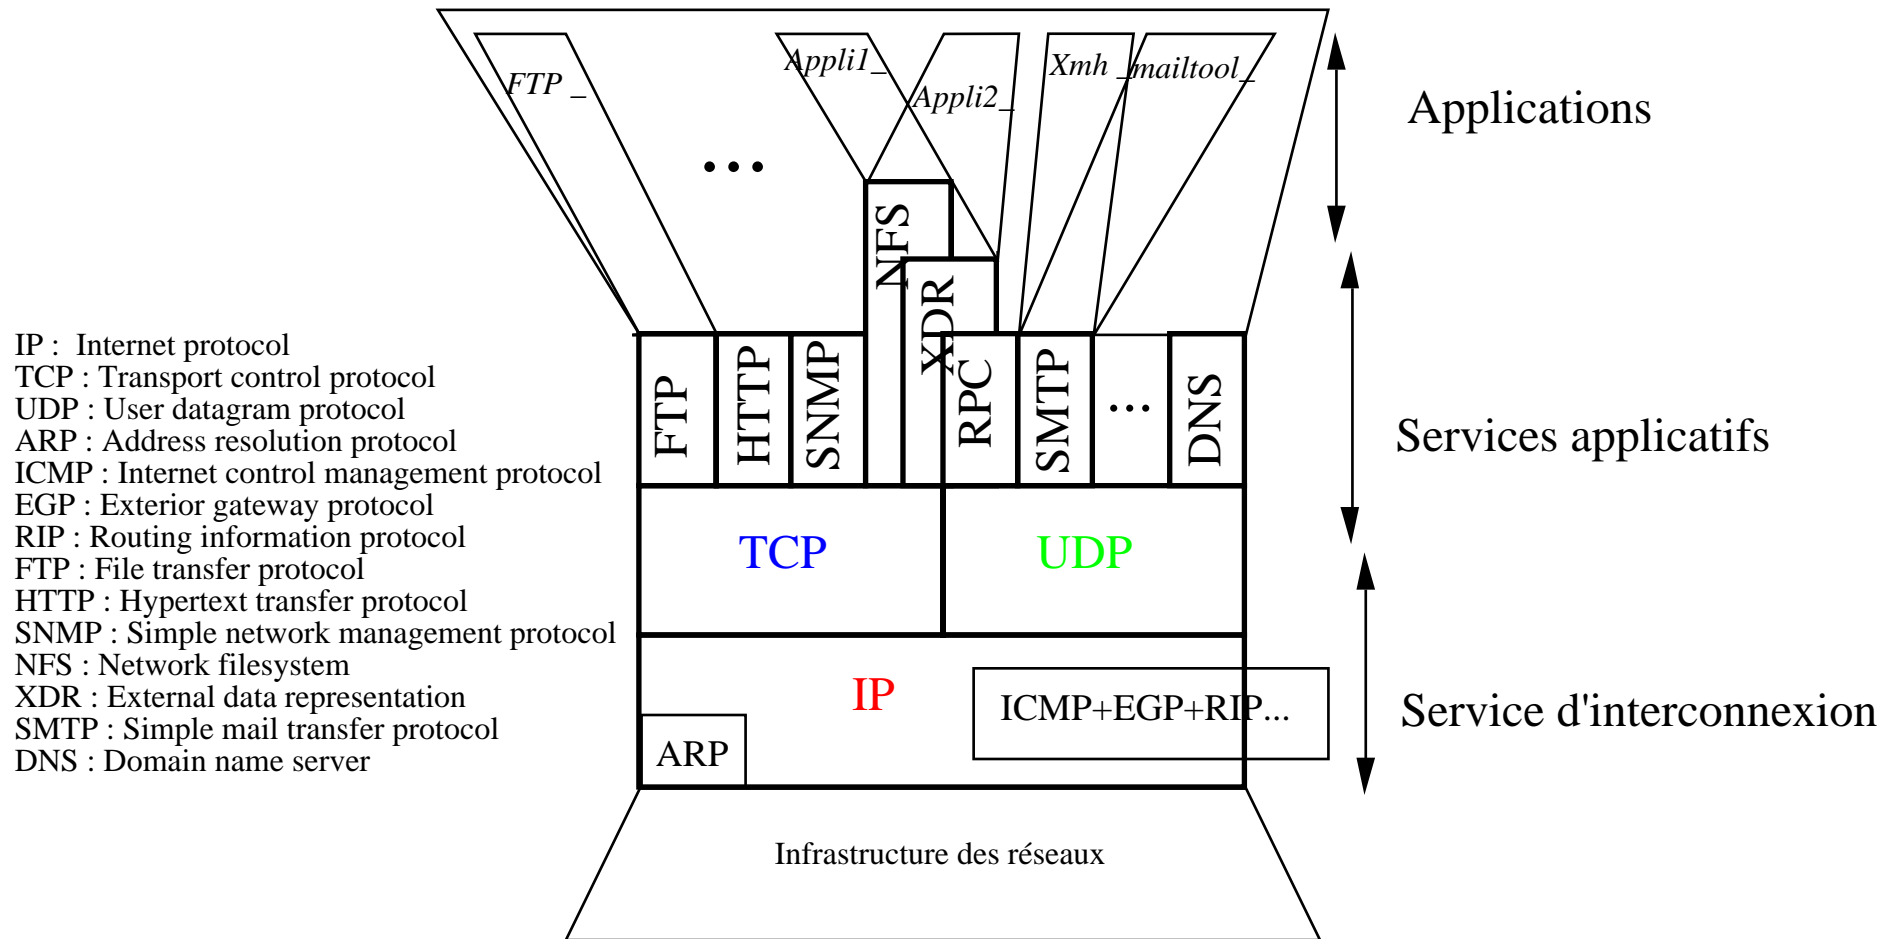 FTP _
Appli1_
Appli2_
Xmh _
mailtool_
Applications
...
NFS
XDR
FTP
HTTP
SNMP
RPC
SMTP
...
DNS
Services applicatifs
IP :  Internet protocol
TCP : Transport control protocol
UDP : User datagram protocol
ARP : Address resolution protocol
ICMP : Internet control management protocol
EGP : Exterior gateway protocol
RIP : Routing information protocol
FTP : File transfer protocol
HTTP : Hypertext transfer protocol
SNMP : Simple network management protocol
NFS : Network filesystem
XDR : External data representation
SMTP : Simple mail transfer protocol
DNS : Domain name server
TCP
UDP
IP
ICMP+EGP+RIP...
ARP
Service d'interconnexion
Infrastructure des réseaux